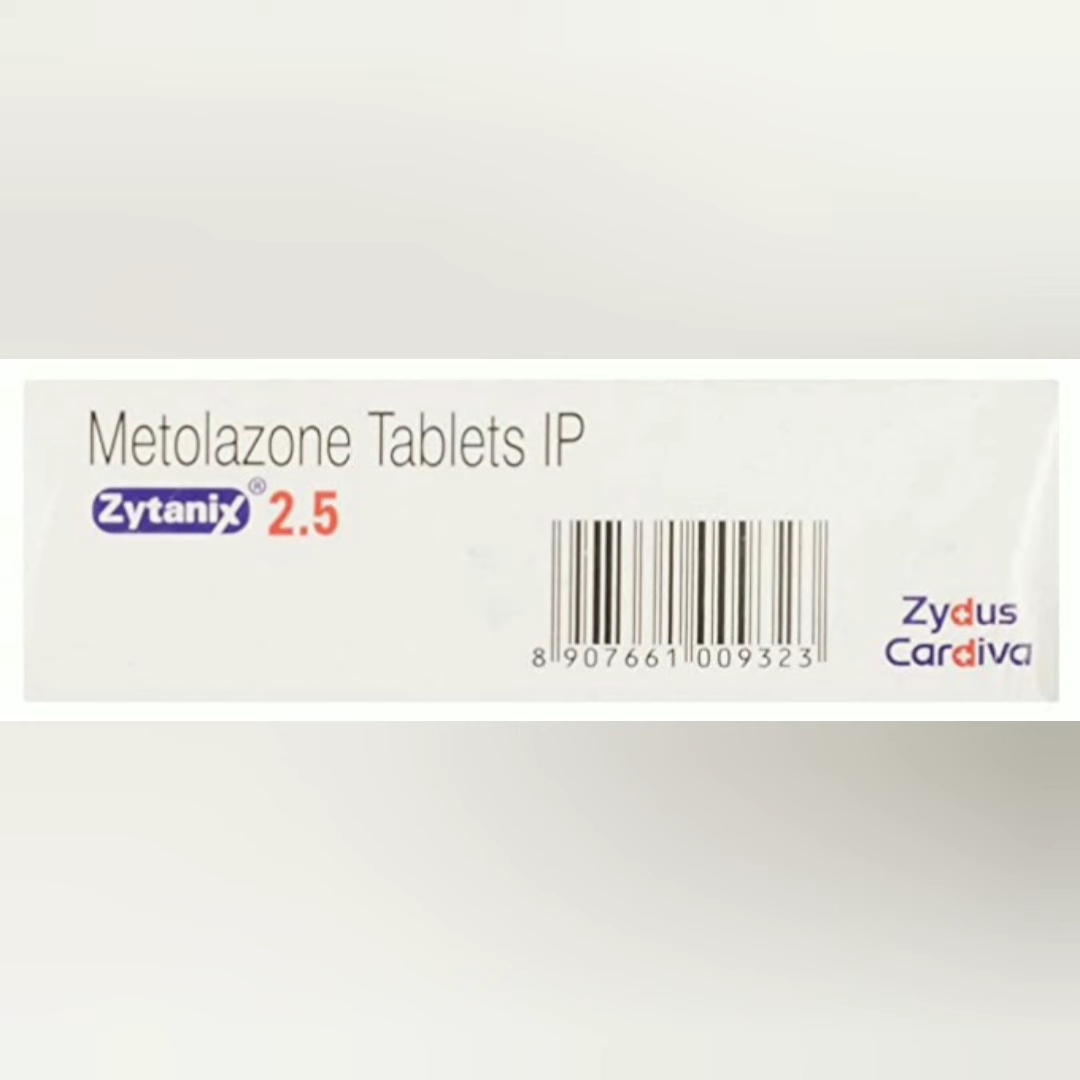 Metolazone Tablets IP
Zytanix® 2.5
8 907661 009323
Zydus
Cardiva